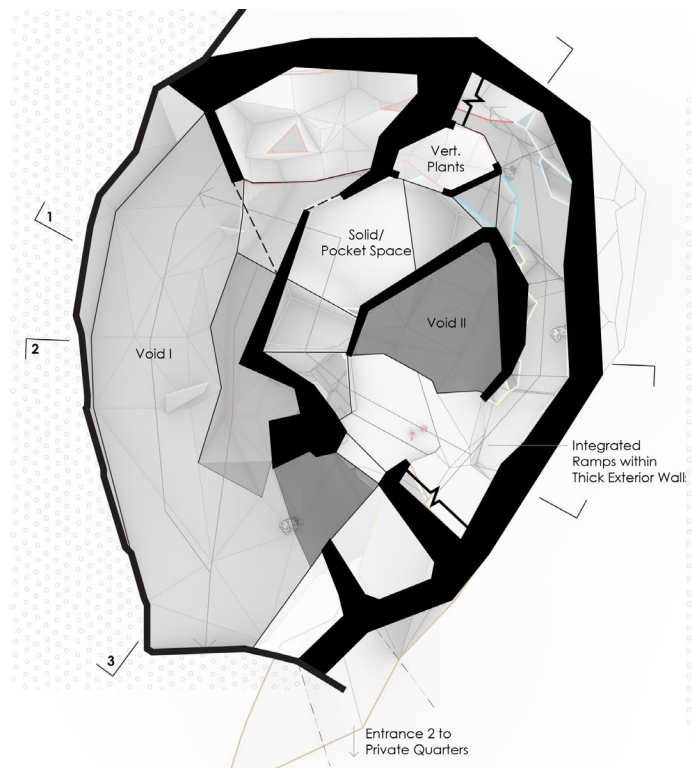 Vert.
Plants
1
Solid/
Pocket Space
Void II
2
Void I
Integrated
Ramps within
Thick Exterior Wall
3
Entrance 2 to
Private Quarters